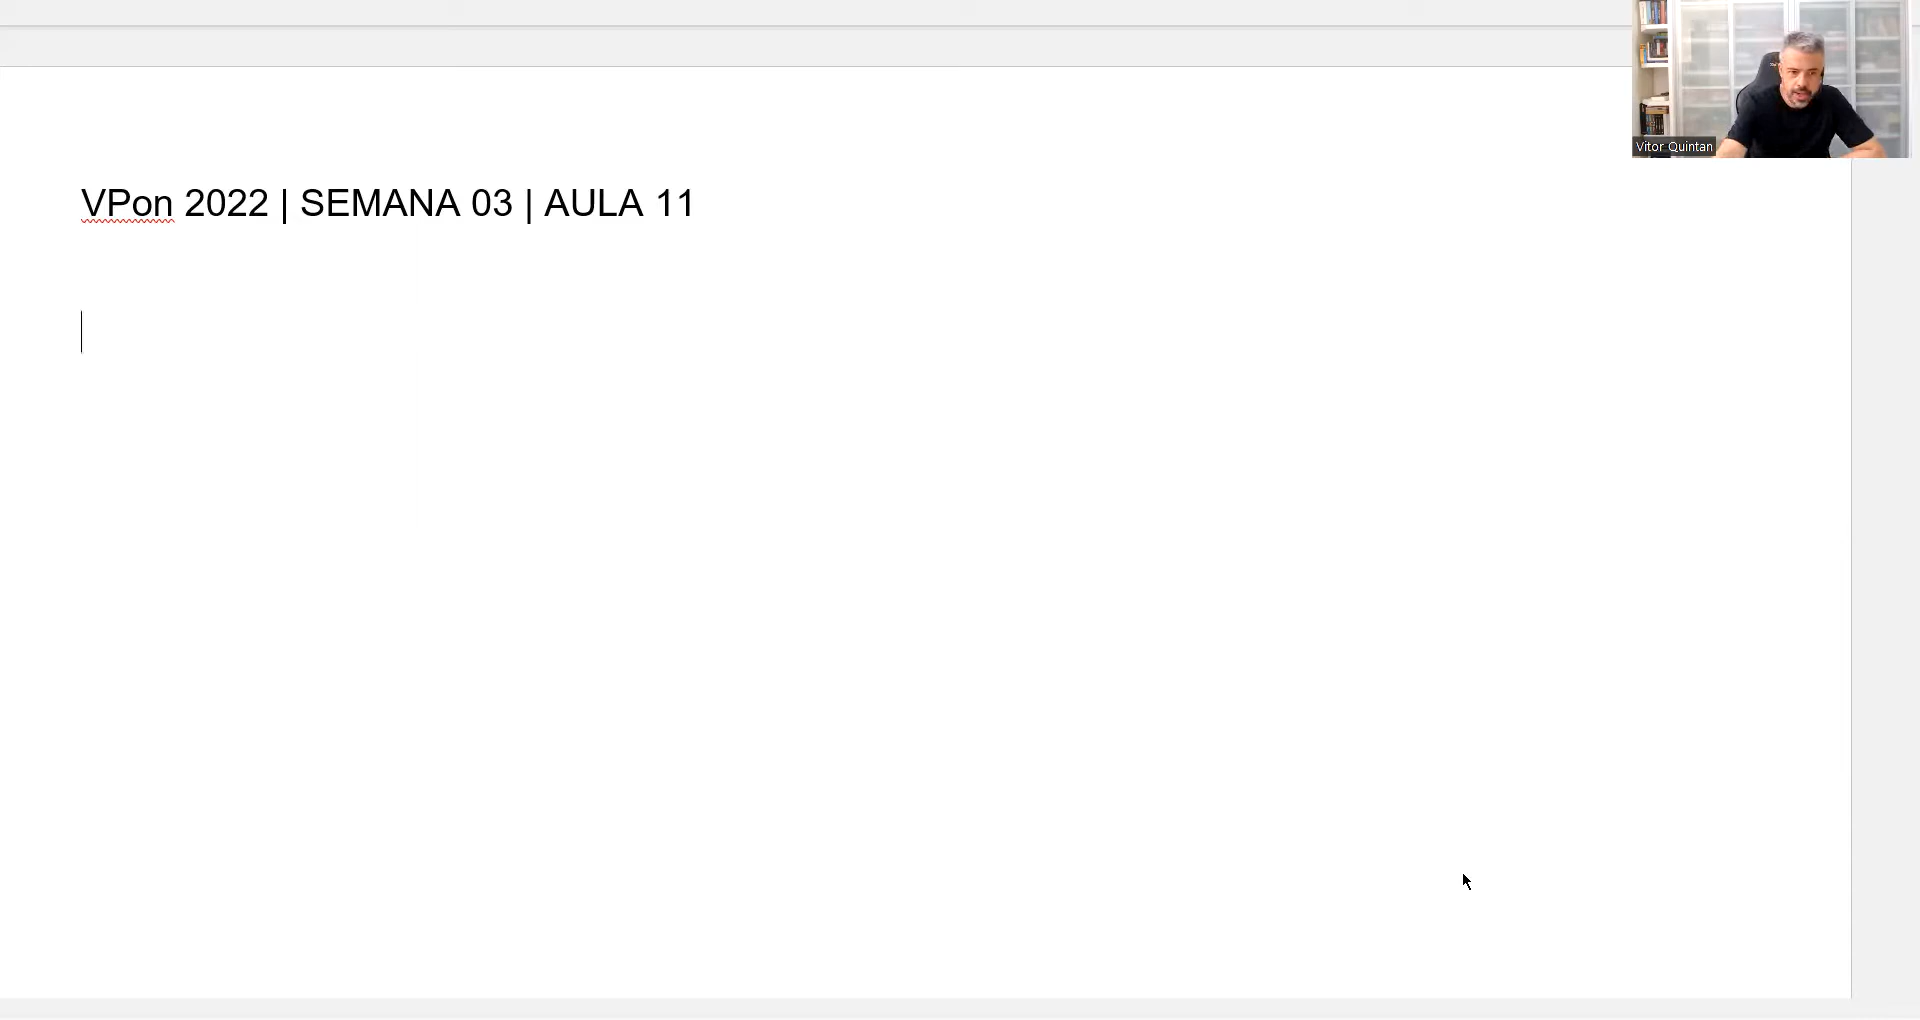 Vitor Quintan
VPon 2022 | SEMANA 03 | AULA 11